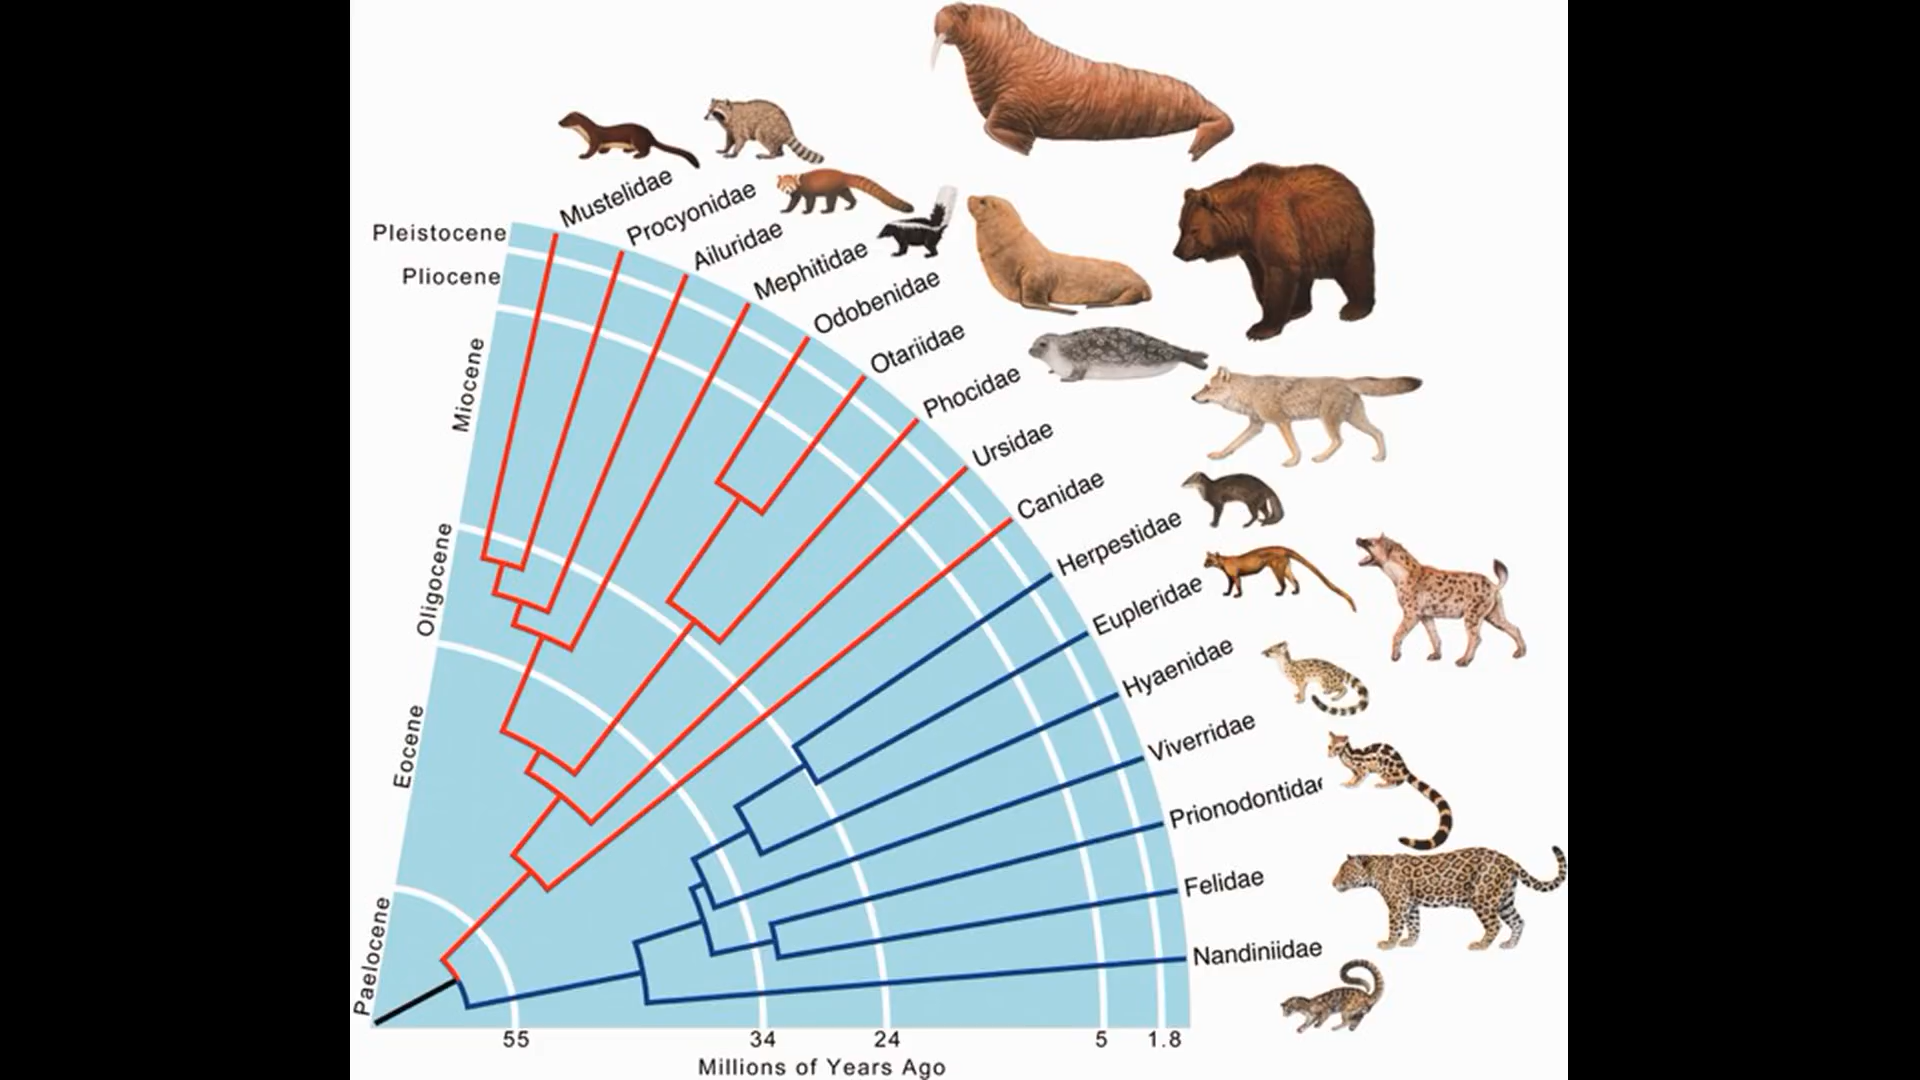 Pleistocene
Pliocene
Miocene
Oligocene
Eocene
Paelocene
Mustelidae
Procyonidae
Ailuridae
Mephitidae
Odobenidae
Otariidae
Phocidae
Ursidae
Canidae
Herpestidae
Eupleridae
Hyaenidae
Viverridae
Prionodontidae
Felidae
Nandiniidae
55 34 24 5 1.8
Millions of Years Ago